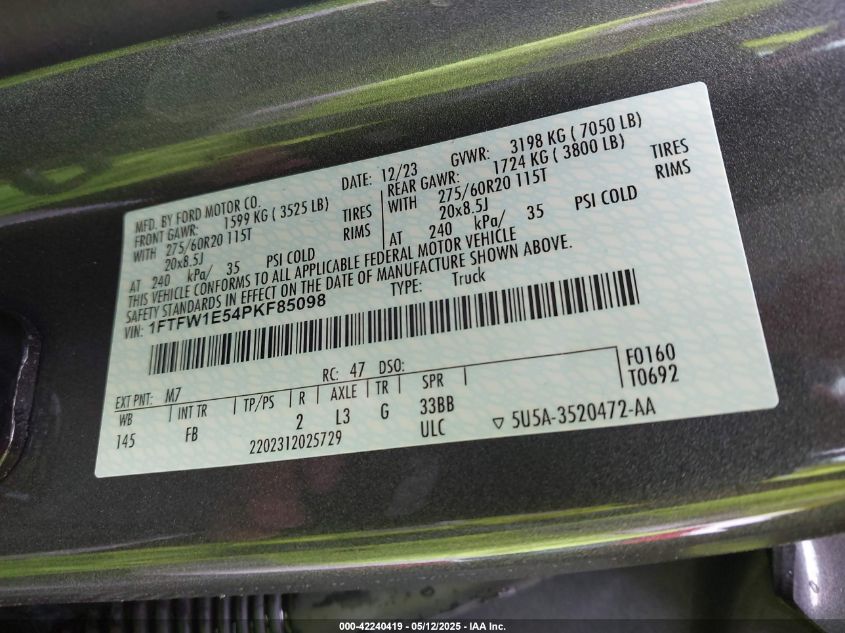 MFD. BY FORD MOTOR CO.
DATE: 12/23
GVWR: 3198 KG ( 7050 LB)
FRONT GAWR: 1599 KG ( 3525 LB)
REAR GAWR: 1724 KG ( 3800 LB)
WITH 275/60R20 115T TIRES
WITH 275/60R20 115T TIRES
20x8.5J RIMS
20x8.5J RIMS
AT 240 kPa/ 35 PSI COLD
AT 240 kPa/ 35 PSI COLD
THIS VEHICLE CONFORMS TO ALL APPLICABLE FEDERAL MOTOR VEHICLE
SAFETY STANDARDS IN EFFECT ON THE DATE OF MANUFACTURE SHOWN ABOVE.
VIN: 1FTFW1E54PKF85098
TYPE: Truck
EXT PNT: M7
RC: 47 DSO:
F0160
T0692
WB INT TR TP/PS R AXLE TR SPR
145 FB 2 L3 G 33BB
2202312025729
ULC
5U5A-3520472-AA
000-42240419 - 05/12/2025 - IAA Inc.